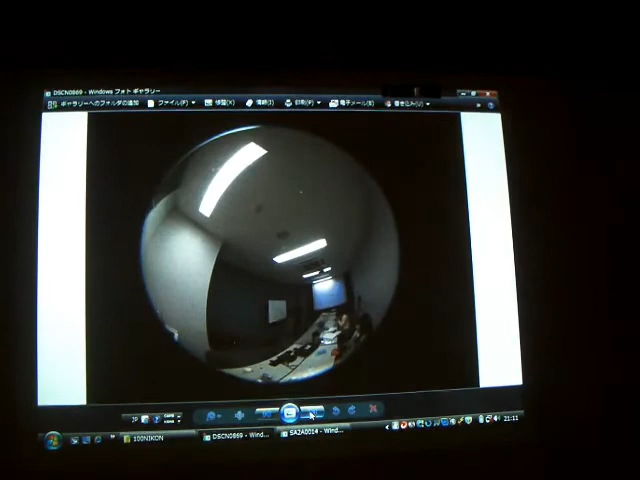 DSCN0869 - Windows フォト ギャラリー
ギャラリーへのフォルダの追加 ファイル(F) 修整(X) 情報(I) 印刷(P) 電子メール(E) 書き込み(U)
JP
100NIKON DSCN0869 - Wind... SA2A0014 - Wind... 21:11